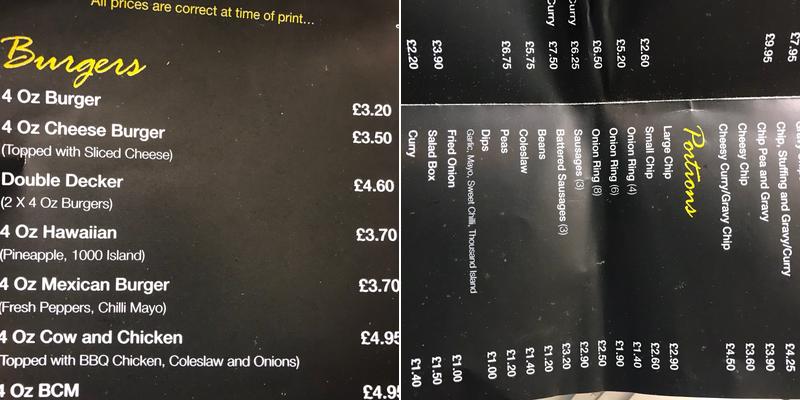 All prices are correct at time of print...
Burgers
4 Oz Burger £3.20
4 Oz Cheese Burger £3.50
(Topped with Sliced Cheese)
Double Decker £4.60
(2 X 4 Oz Burgers)
4 Oz Hawaiian £3.70
(Pineapple, 1000 Island)
4 Oz Mexican Burger £3.70
(Fresh Peppers, Chilli Mayo)
4 Oz Cow and Chicken £4.95
(Topped with BBQ Chicken, Coleslaw and Onions)
4 Oz BCM £4.95
£7.95
£9.95
£2.60
£5.20
£6.50
Curry £6.25
Curry £7.50
£5.75
£6.75
£3.90
£2.20
Chip, Stuffing and Gravy/Curry £4.25
Chip Pea and Gravy £3.90
Cheesy Chip £3.60
Cheesy Curry/Gravy Chip £4.50
Portions
Large Chip £2.90
Small Chip £2.60
Onion Ring (4) £1.40
Onion Ring (6) £1.90
Onion Ring (8) £2.50
Sausages (3) £2.90
Battered Sausages (3) £3.20
Beans £1.20
Coleslaw £1.40
Peas £1.20
Dips £1.00
Garlic, Mayo, Sweet Chilli, Thousand Island
Fried Onion £1.00
Salad Box £1.50
Curry £1.40